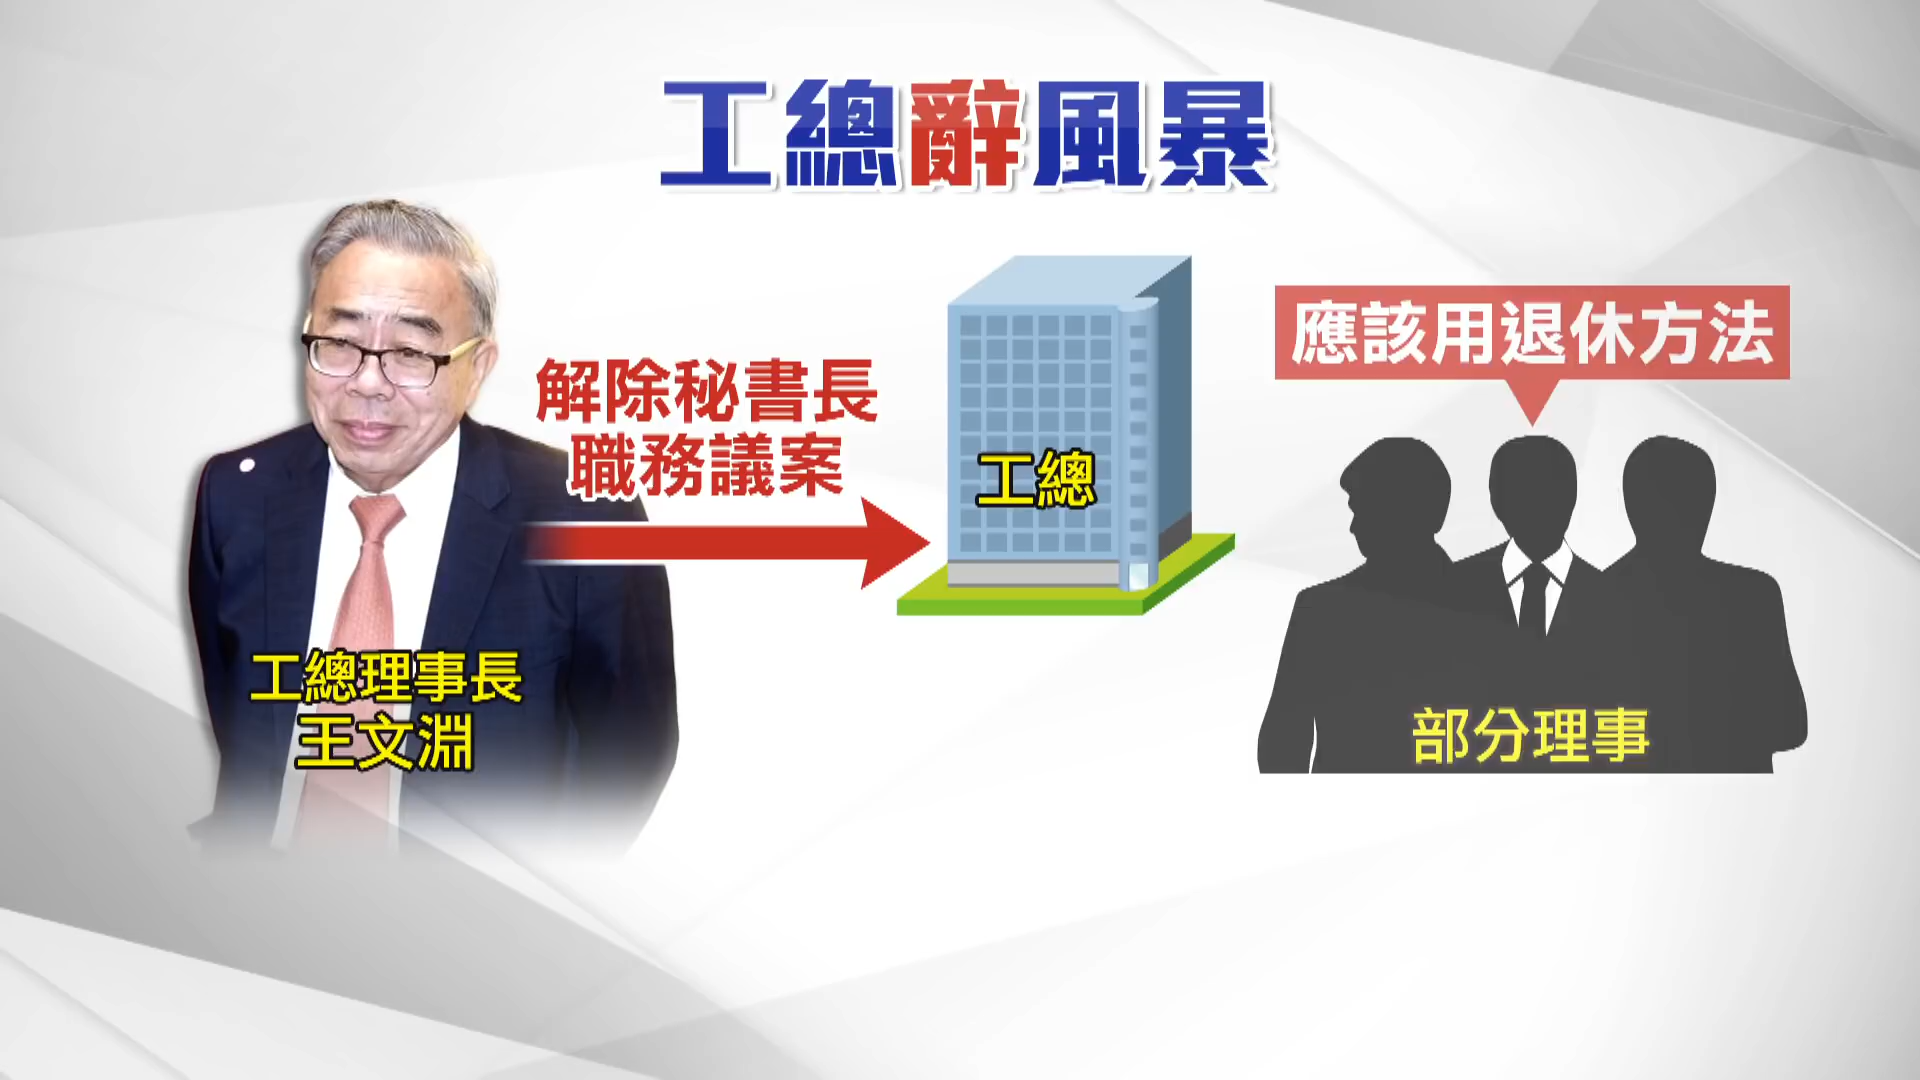 工總辭風暴
解除秘書長
職務議案
工總
應該用退休方法
工總理事長
王文淵
部分理事